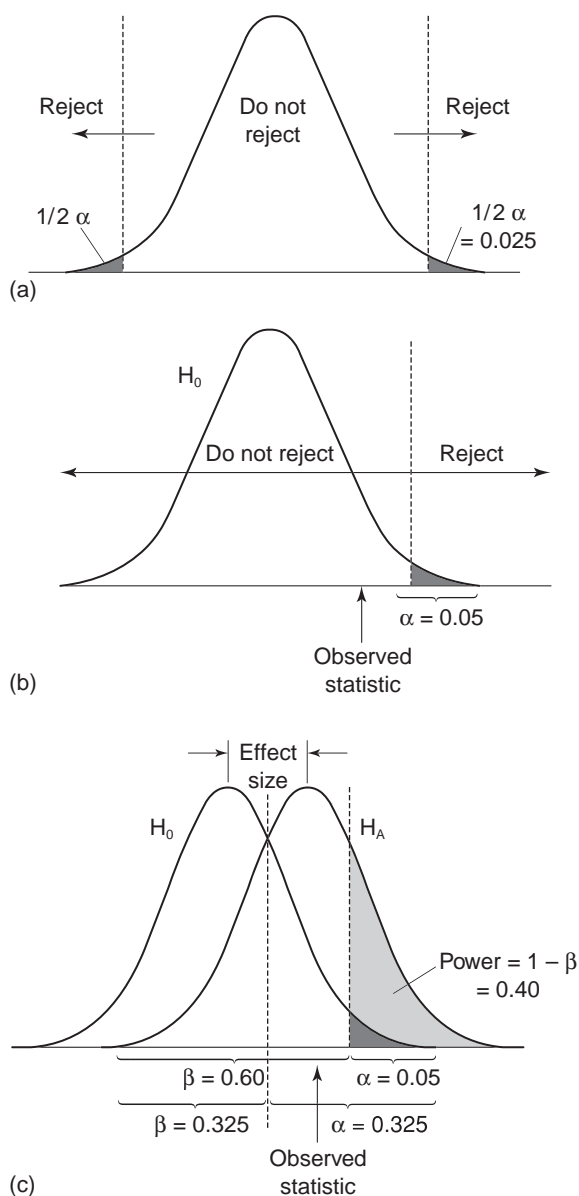 Reject
Do not
reject
Reject
1/2 α
1/2 α
= 0.025
(a)
H₀
Do not reject
Reject
α = 0.05
Observed
statistic
(b)
Effect
size
H₀
H_A
Power = 1 – β
= 0.40
β = 0.60
α = 0.05
β = 0.325
α = 0.325
Observed
statistic
(c)